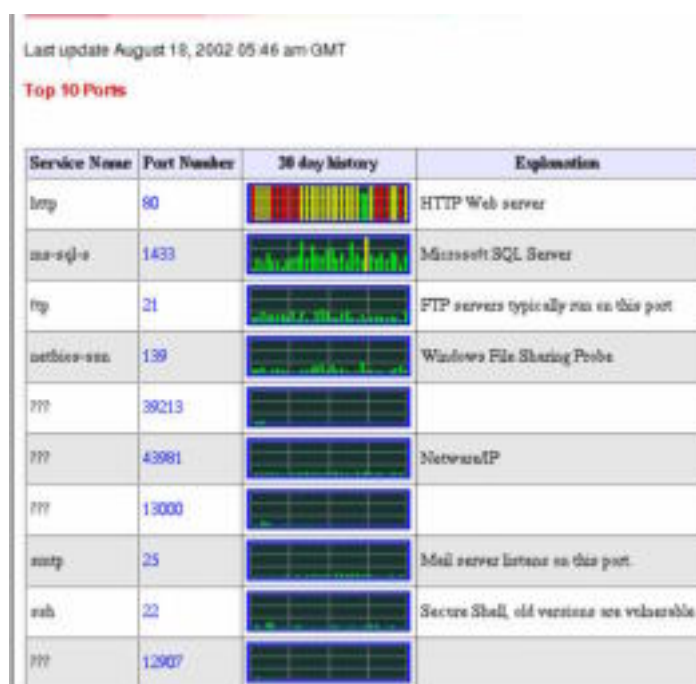 Last update August 18, 2002 05:46 am GMT
Top 10 Ports
Service Name Port Number 30 day history Explanation
http 80 HTTP Web server
ms-sql-s 1433 Microsoft SQL Server
ftp 21 FTP servers typically run on this port
netbios-ssn 139 Windows File Sharing Probe
??? 39213
??? 43981 Netware/IP
??? 13000
smtp 25 Mail server listens on this port.
ssh 22 Secure Shell, old versions are vulnerable
??? 12907